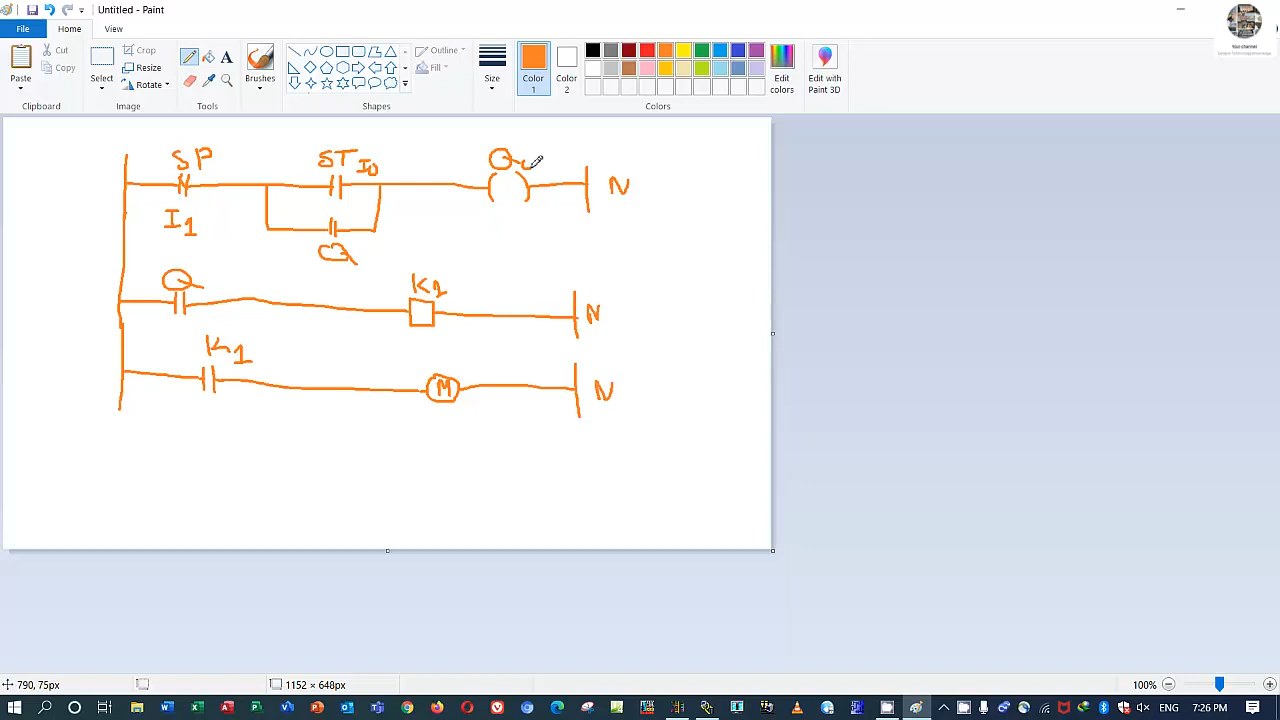 Untitled - Paint
File Home View
Paste
Cut
Copy
Clipboard
Select
Crop
Resize
Rotate
Image
Tools
Brushes
Outline
Fill
Shapes
Size
Color 1
Color 2
Colors
Edit colors
Edit with Paint 3D
Your channel
SP
ST I0
Q
N
I1
Q
Q
K1
N
K1
M
N
790, 75px
1152 × 648px
100%
ENG 7:26 PM